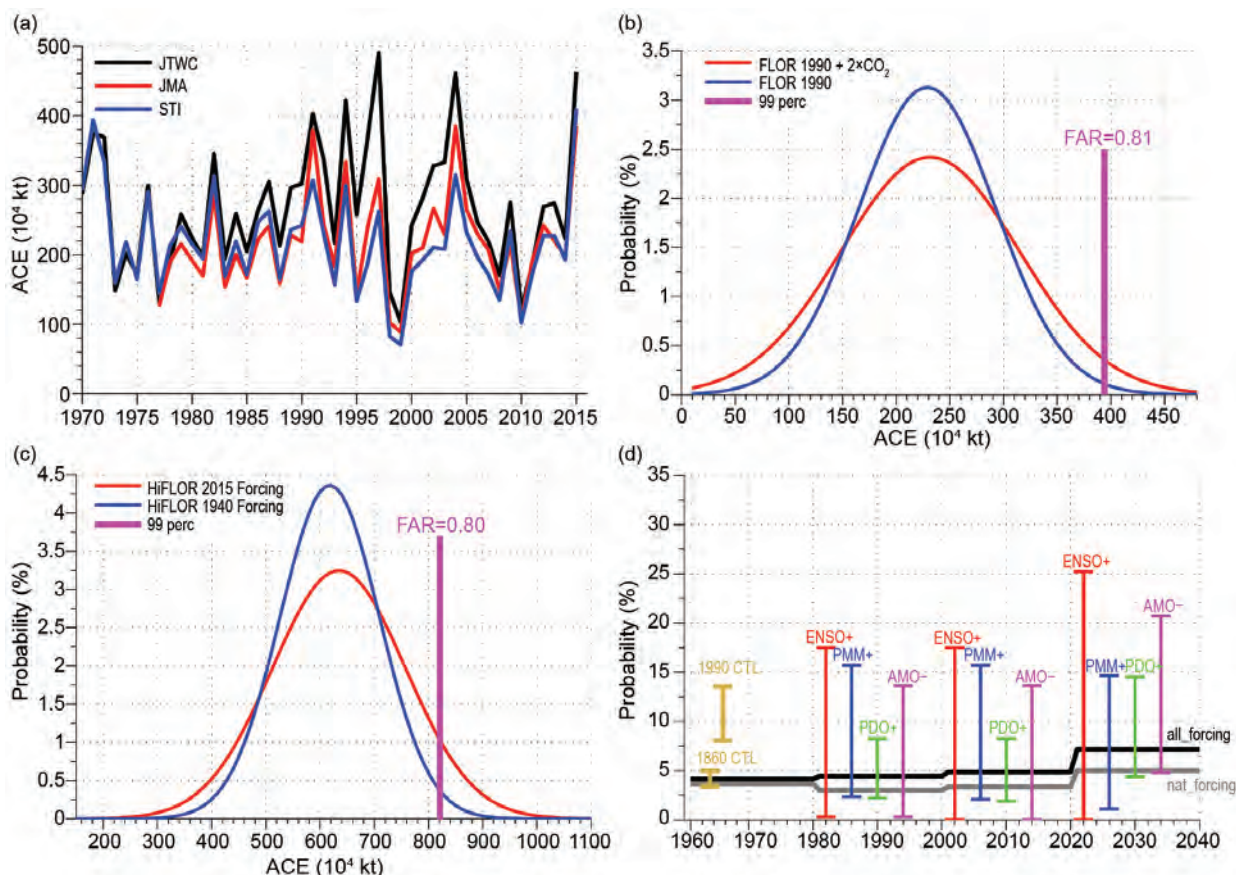 (a)
500
400
300
200
100
0
ACE (10⁴ kt)
JTWC
JMA
STI
1970 1975 1980 1985 1990 1995 2000 2005 2010 2015
(b)
3.5
3
2.5
2
1.5
1
0.5
0
Probability (%)
FLOR 1990 + 2×CO₂
FLOR 1990
99 perc
FAR=0.81
50 100 150 200 250 300 350 400 450
ACE (10⁴ kt)
(c)
4.5
4
3.5
3
2.5
2
1.5
1
0.5
0
Probability (%)
HiFLOR 2015 Forcing
HiFLOR 1940 Forcing
99 perc
FAR=0.80
200 300 400 500 600 700 800 900 1000 1100
ACE (10⁴ kt)
(d)
35
30
25
20
15
10
5
0
Probability (%)
1990 CTL
1860 CTL
ENSO+
PMM+
PDO+
AMO−
ENSO+
PMM+
PDO+
AMO−
ENSO+
PMM+
PDO+
AMO−
all_forcing
nat_forcing
1960 1970 1980 1990 2000 2010 2020 2030 2040